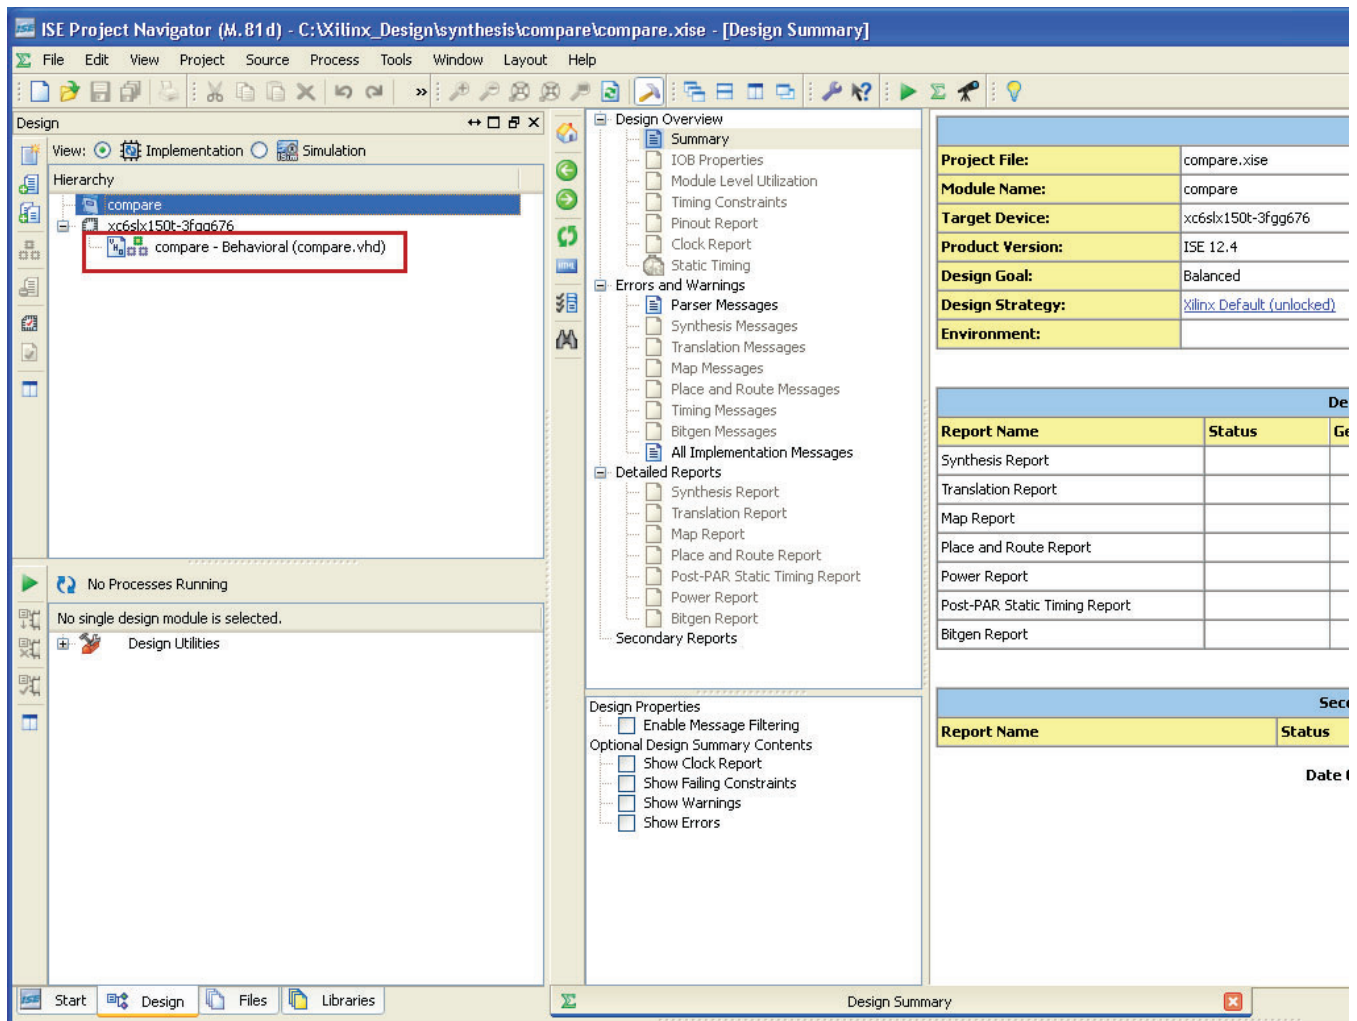 ISE Project Navigator (M.81d) - C:\Xilinx_Design\synthesis\compare\compare.xise - [Design Summary]
File Edit View Project Source Process Tools Window Layout Help
Design
View: Implementation Simulation
Hierarchy
compare
xc6slx150t-3fgg676
compare - Behavioral (compare.vhd)
No Processes Running
No single design module is selected.
Design Utilities
Start Design Files Libraries
Design Overview
Summary
IOB Properties
Module Level Utilization
Timing Constraints
Pinout Report
Clock Report
Static Timing
Errors and Warnings
Parser Messages
Synthesis Messages
Translation Messages
Map Messages
Place and Route Messages
Timing Messages
Bitgen Messages
All Implementation Messages
Detailed Reports
Synthesis Report
Translation Report
Map Report
Place and Route Report
Post-PAR Static Timing Report
Power Report
Bitgen Report
Secondary Reports
Design Properties
Enable Message Filtering
Optional Design Summary Contents
Show Clock Report
Show Failing Constraints
Show Warnings
Show Errors
Project File: compare.xise
Module Name: compare
Target Device: xc6slx150t-3fgg676
Product Version: ISE 12.4
Design Goal: Balanced
Design Strategy: Xilinx Default (unlocked)
Environment:
De
Report Name Status Ge
Synthesis Report
Translation Report
Map Report
Place and Route Report
Power Report
Post-PAR Static Timing Report
Bitgen Report
Seco
Report Name Status
Date
Design Summary